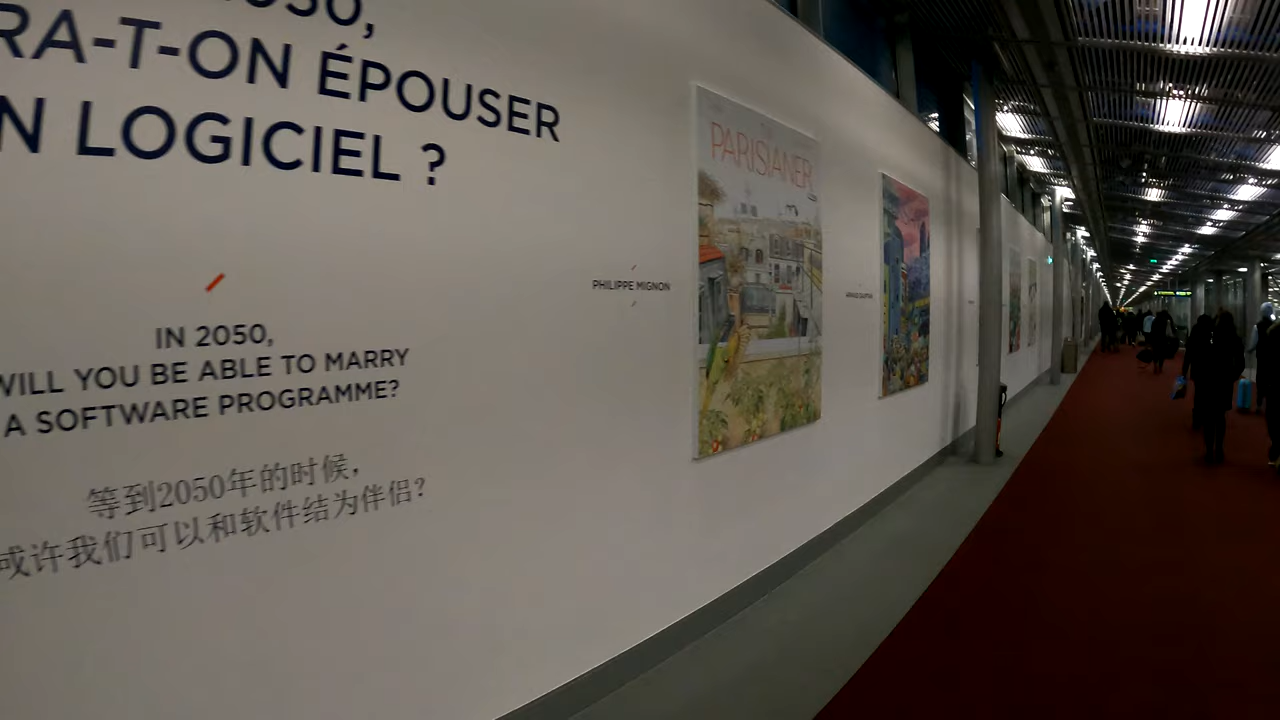 2050,
RA-T-ON ÉPOUSER
N LOGICIEL ?
IN 2050,
WILL YOU BE ABLE TO MARRY
A SOFTWARE PROGRAMME?
等到2050年的时候，
或许我们可以和软件结为伴侣？
PHILIPPE MIGNON
PARISIANER